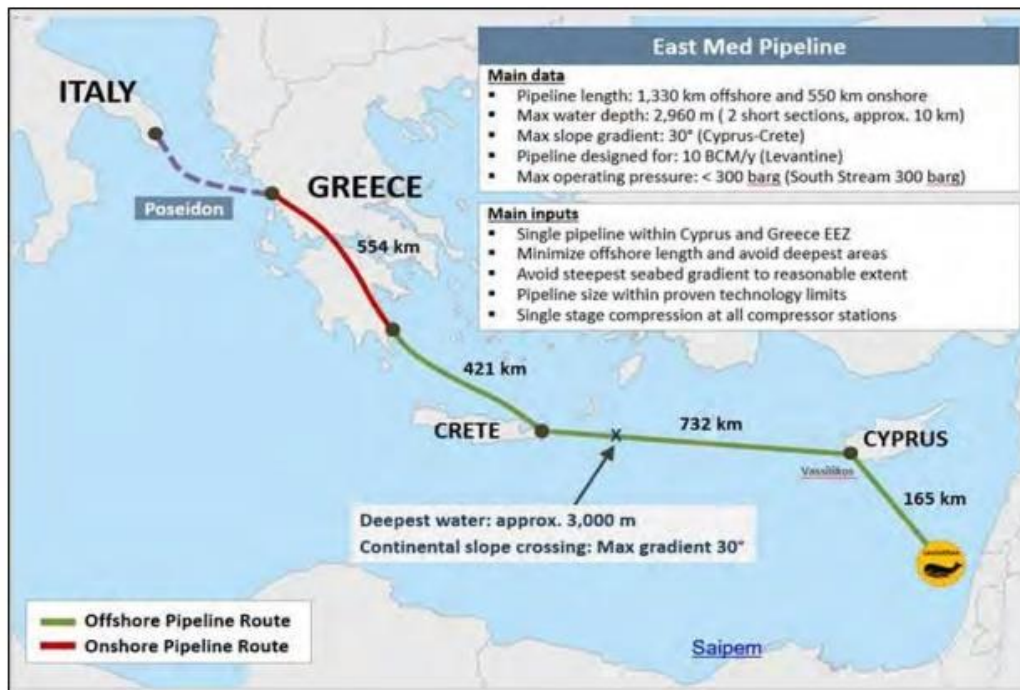 East Med Pipeline
Main data
▪ Pipeline length: 1,330 km offshore and 550 km onshore
▪ Max water depth: 2,960 m ( 2 short sections, approx. 10 km)
▪ Max slope gradient: 30° (Cyprus-Crete)
▪ Pipeline designed for: 10 BCM/y (Levantine)
▪ Max operating pressure: < 300 barg (South Stream 300 barg)
Main inputs
▪ Single pipeline within Cyprus and Greece EEZ
▪ Minimize offshore length and avoid deepest areas
▪ Avoid steepest seabed gradient to reasonable extent
▪ Pipeline size within proven technology limits
▪ Single stage compression at all compressor stations
ITALY
GREECE
Poseidon
554 km
421 km
CRETE
732 km
CYPRUS
Vassilikos
165 km
Leviathan
Deepest water: approx. 3,000 m
Continental slope crossing: Max gradient 30°
Offshore Pipeline Route
Onshore Pipeline Route
Saipem